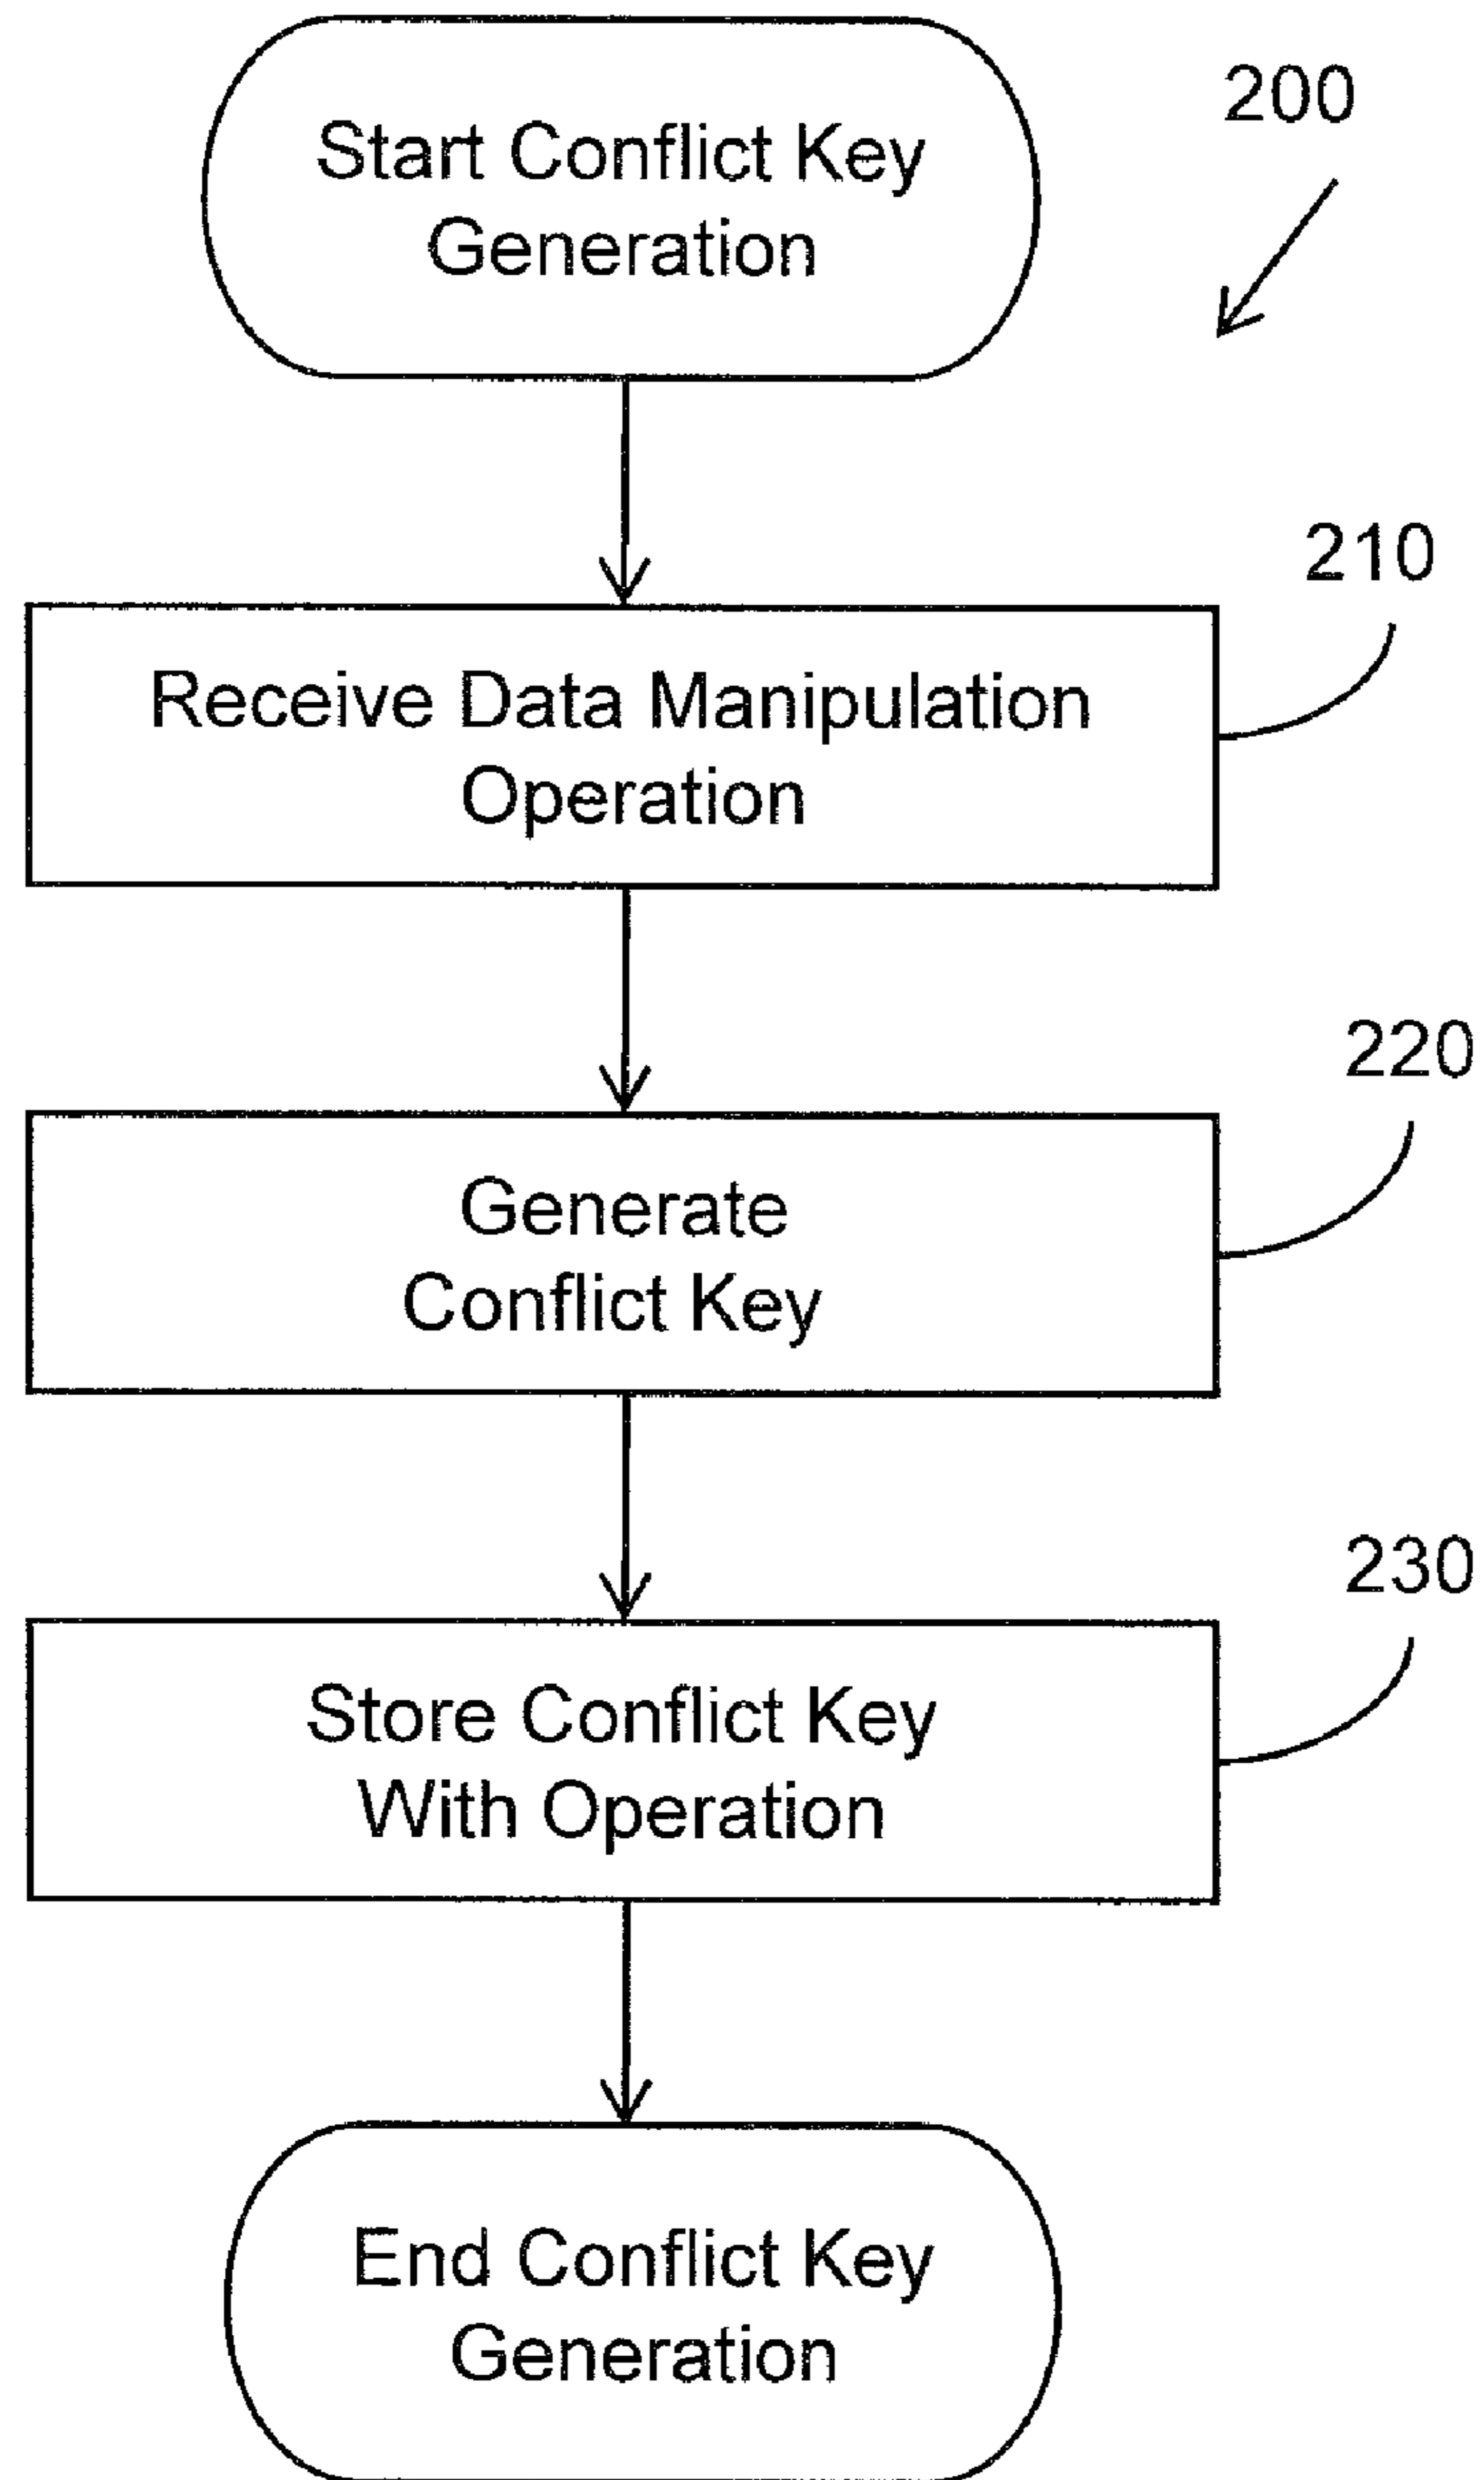 Start Conflict Key
Generation
200
210
Receive Data Manipulation
Operation
220
Generate
Conflict Key
230
Store Conflict Key
With Operation
End Conflict Key
Generation